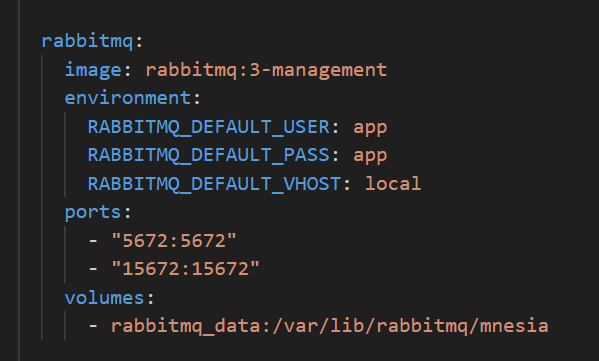 rabbitmq:
image: rabbitmq:3-management
environment:
RABBITMQ_DEFAULT_USER: app
RABBITMQ_DEFAULT_PASS: app
RABBITMQ_DEFAULT_VHOST: local
ports:
- "5672:5672"
- "15672:15672"
volumes:
- rabbitmq_data:/var/lib/rabbitmq/mnesia